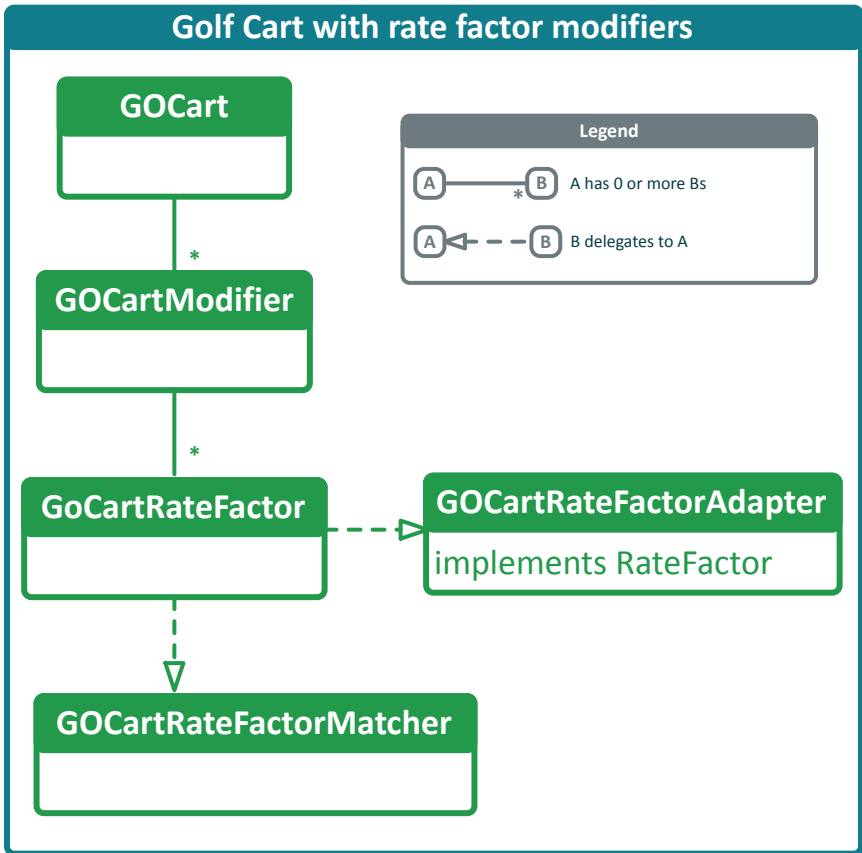 Golf Cart with rate factor modifiers
GOCart
Legend
A
*
B
A has 0 or more Bs
A
B
B delegates to A
*
GOCartModifier
*
GoCartRateFactor
GOCartRateFactorAdapter
implements RateFactor
GOCartRateFactorMatcher